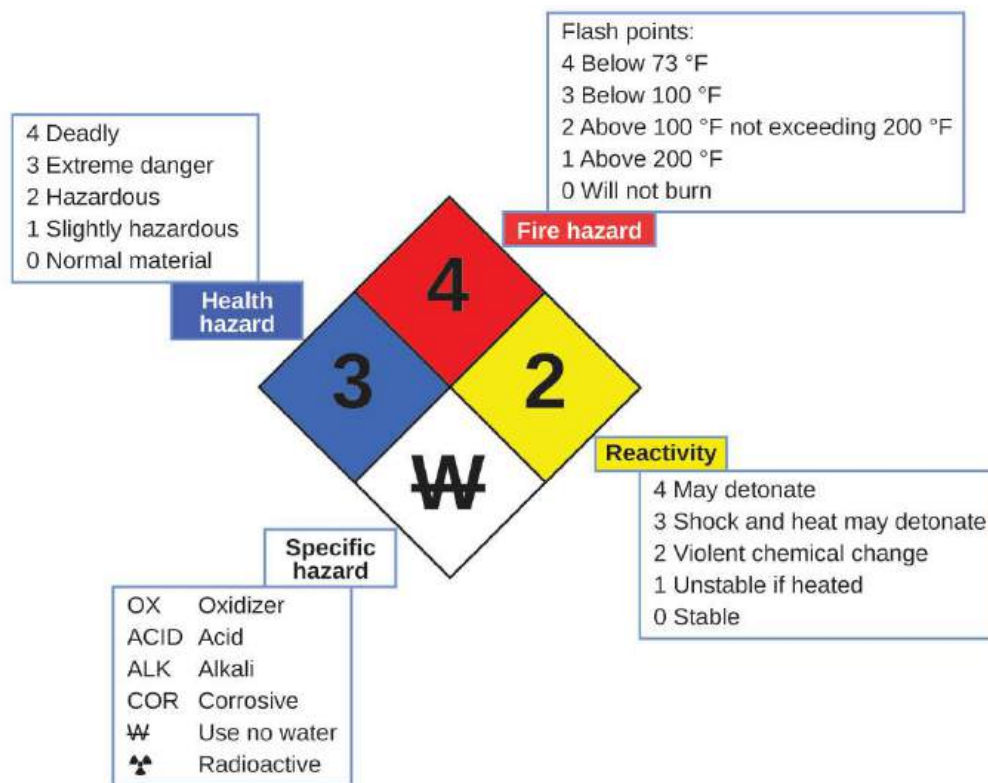 Flash points:
4 Below 73 °F
3 Below 100 °F
2 Above 100 °F not exceeding 200 °F
1 Above 200 °F
0 Will not burn
Fire hazard
4 Deadly
3 Extreme danger
2 Hazardous
1 Slightly hazardous
0 Normal material
Health
hazard
4
3
2
W̶
Reactivity
4 May detonate
3 Shock and heat may detonate
2 Violent chemical change
1 Unstable if heated
0 Stable
Specific
hazard
OX Oxidizer
ACID Acid
ALK Alkali
COR Corrosive
W̶ Use no water
☢ Radioactive